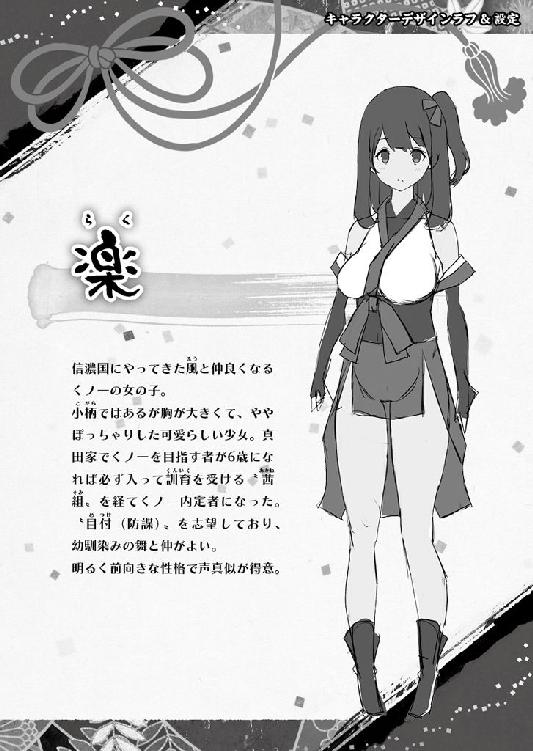 キャラクターデザインラフ & 設定
らく
楽
信濃国にやってきた風と仲良くなる
くノ一の女の子。
小柄ではあるが胸が大きくて、やや
ぽっちゃりした可愛らしい少女。真
田家でくノ一を目指す者が6歳にな
れば必ず入って訓育を受ける〝茜
組〟を経てくノ一内定者になった。
〝目付(防諜)〟を志望しており、
幼馴染みの舞と仲がよい。
明るく前向きな性格で声真似が得意。